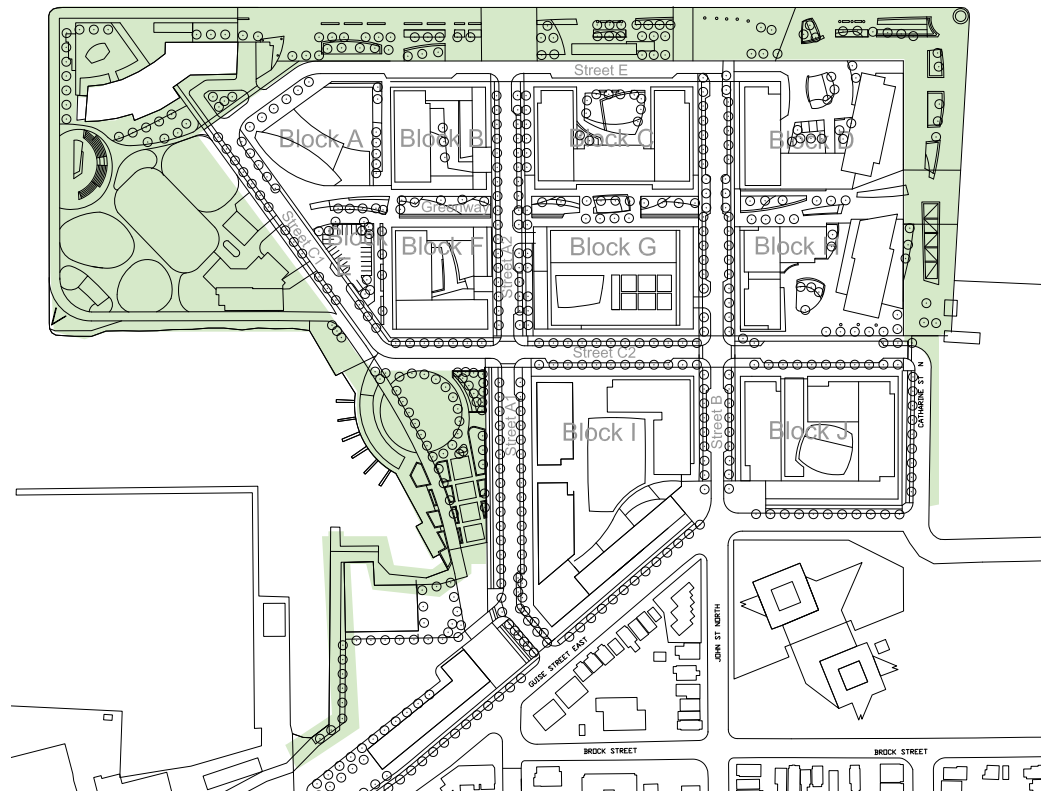 Street E
Block A
Block B
Block C
Block D
Greenway
Street C1
Block
E
Block F
Street A2
Block G
Block H
Street C2
CATHARINE ST N
Street A1
Block I
Street B
Block J
GUISE STREET EAST
JOHN ST NORTH
BROCK STREET
BROCK STREET